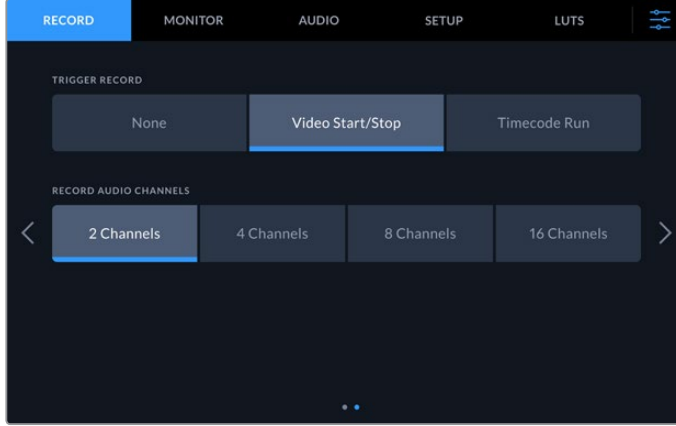 RECORD MONITOR AUDIO SETUP LUTS
TRIGGER RECORD
None Video Start/Stop Timecode Run
RECORD AUDIO CHANNELS
2 Channels 4 Channels 8 Channels 16 Channels